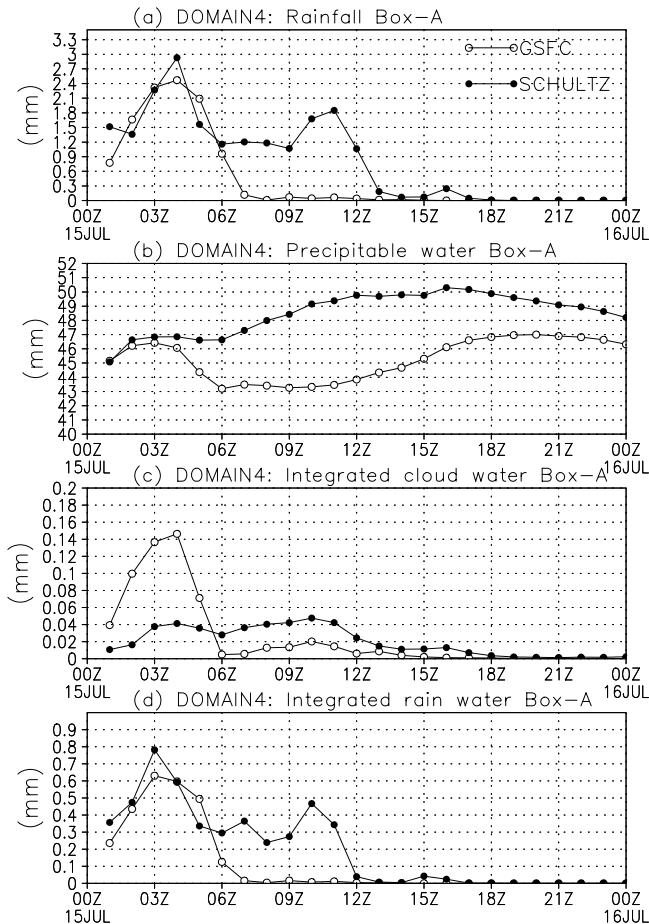 (a) DOMAIN4: Rainfall Box-A
(mm)
3.3
3
2.7
2.4
2.1
1.8
1.5
1.2
0.9
0.6
0.3
0
GSFC
SCHULTZ
00Z 03Z 06Z 09Z 12Z 15Z 18Z 21Z 00Z
15JUL 16JUL
(b) DOMAIN4: Precipitable water Box-A
(mm)
52
51
50
49
48
47
46
45
44
43
42
41
40
00Z 03Z 06Z 09Z 12Z 15Z 18Z 21Z 00Z
15JUL 16JUL
(c) DOMAIN4: Integrated cloud water Box-A
(mm)
0.2
0.18
0.16
0.14
0.12
0.1
0.08
0.06
0.04
0.02
0
00Z 03Z 06Z 09Z 12Z 15Z 18Z 21Z 00Z
15JUL 16JUL
(d) DOMAIN4: Integrated rain water Box-A
(mm)
0.9
0.8
0.7
0.6
0.5
0.4
0.3
0.2
0.1
0
00Z 03Z 06Z 09Z 12Z 15Z 18Z 21Z 00Z
15JUL 16JUL